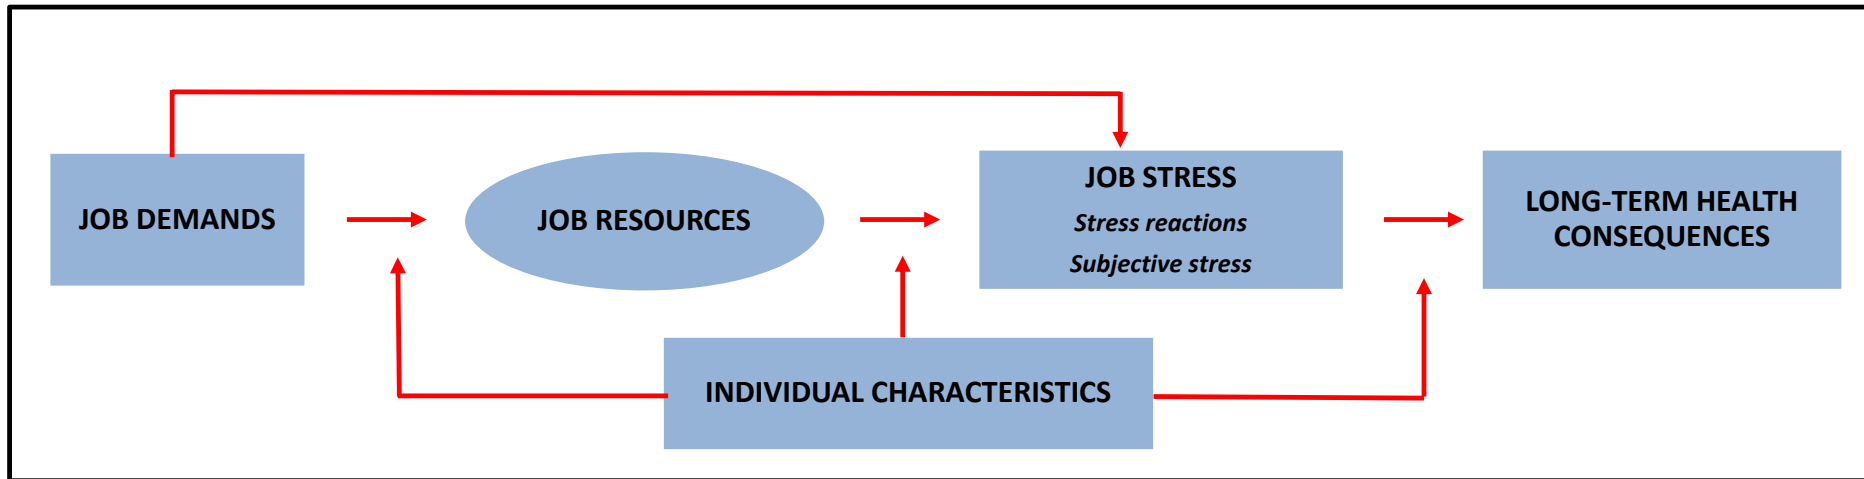 JOB DEMANDS
JOB RESOURCES
JOB STRESS
Stress reactions
Subjective stress
LONG-TERM HEALTH
CONSEQUENCES
INDIVIDUAL CHARACTERISTICS